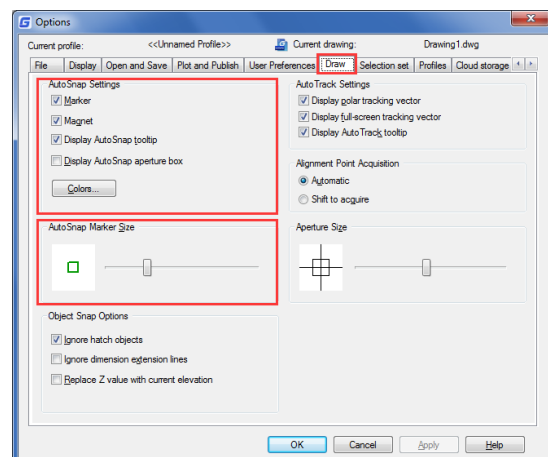 Options
Current profile: <<Unnamed Profile>> Current drawing: Drawing1.dwg
File Display Open and Save Plot and Publish User Preferences Draw Selection set Profiles Cloud storage
AutoSnap Settings
Marker
Magnet
Display AutoSnap tooltip
Display AutoSnap aperture box
Colors...
AutoTrack Settings
Display polar tracking vector
Display full-screen tracking vector
Display AutoTrack tooltip
Alignment Point Acquisition
Automatic
Shift to acquire
AutoSnap Marker Size
Aperture Size
Object Snap Options
Ignore hatch objects
Ignore dimension extension lines
Replace Z value with current elevation
OK Cancel Apply Help